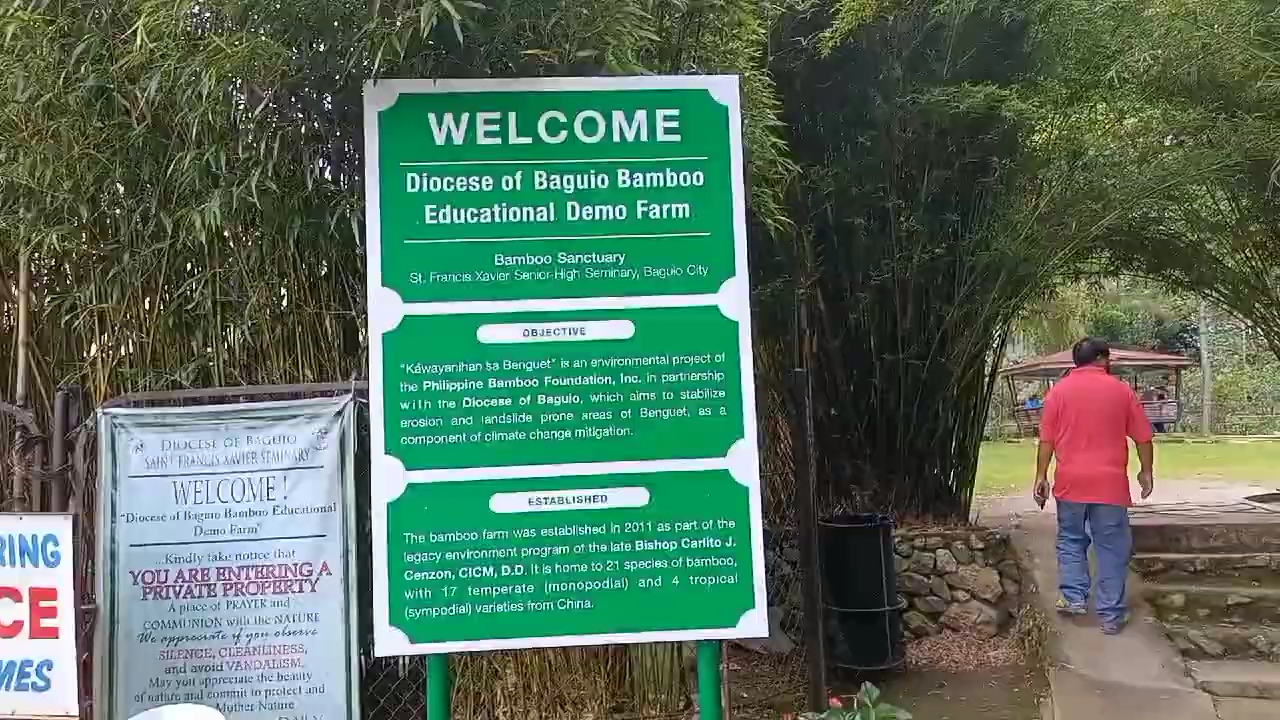 WELCOME
Diocese of Baguio Bamboo
Educational Demo Farm
Bamboo Sanctuary
St. Francis Xavier Senior-High Seminary, Baguio City
OBJECTIVE
"Kawayanihan sa Benguet" is an environmental project of
the Philippine Bamboo Foundation, Inc. in partnership
with the Diocese of Baguio, which aims to stabilize
erosion and landslide prone areas of Benguet, as a
component of climate change mitigation.
ESTABLISHED
The bamboo farm was established in 2011 as part of the
legacy environment program of the late Bishop Carlito J.
Cenzon, CICM, D.D. It is home to 21 species of bamboo,
with 17 temperate (monopodial) and 4 tropical
(sympodial) varieties from China.
DIOCESE OF BAGUIO
SAINT FRANCIS XAVIER SEMINARY
WELCOME!
"Diocese of Baguio Bamboo Educational
Demo Farm"
...Kindly take notice that
YOU ARE ENTERING A
PRIVATE PROPERTY
A place of PRAYER and
COMMUNION with the NATURE
We appreciate if you observe
SILENCE, CLEANLINESS,
and avoid VANDALISM.
May you appreciate the beauty
of nature and commit to protect and
Mother Nature
RING
CE
MES